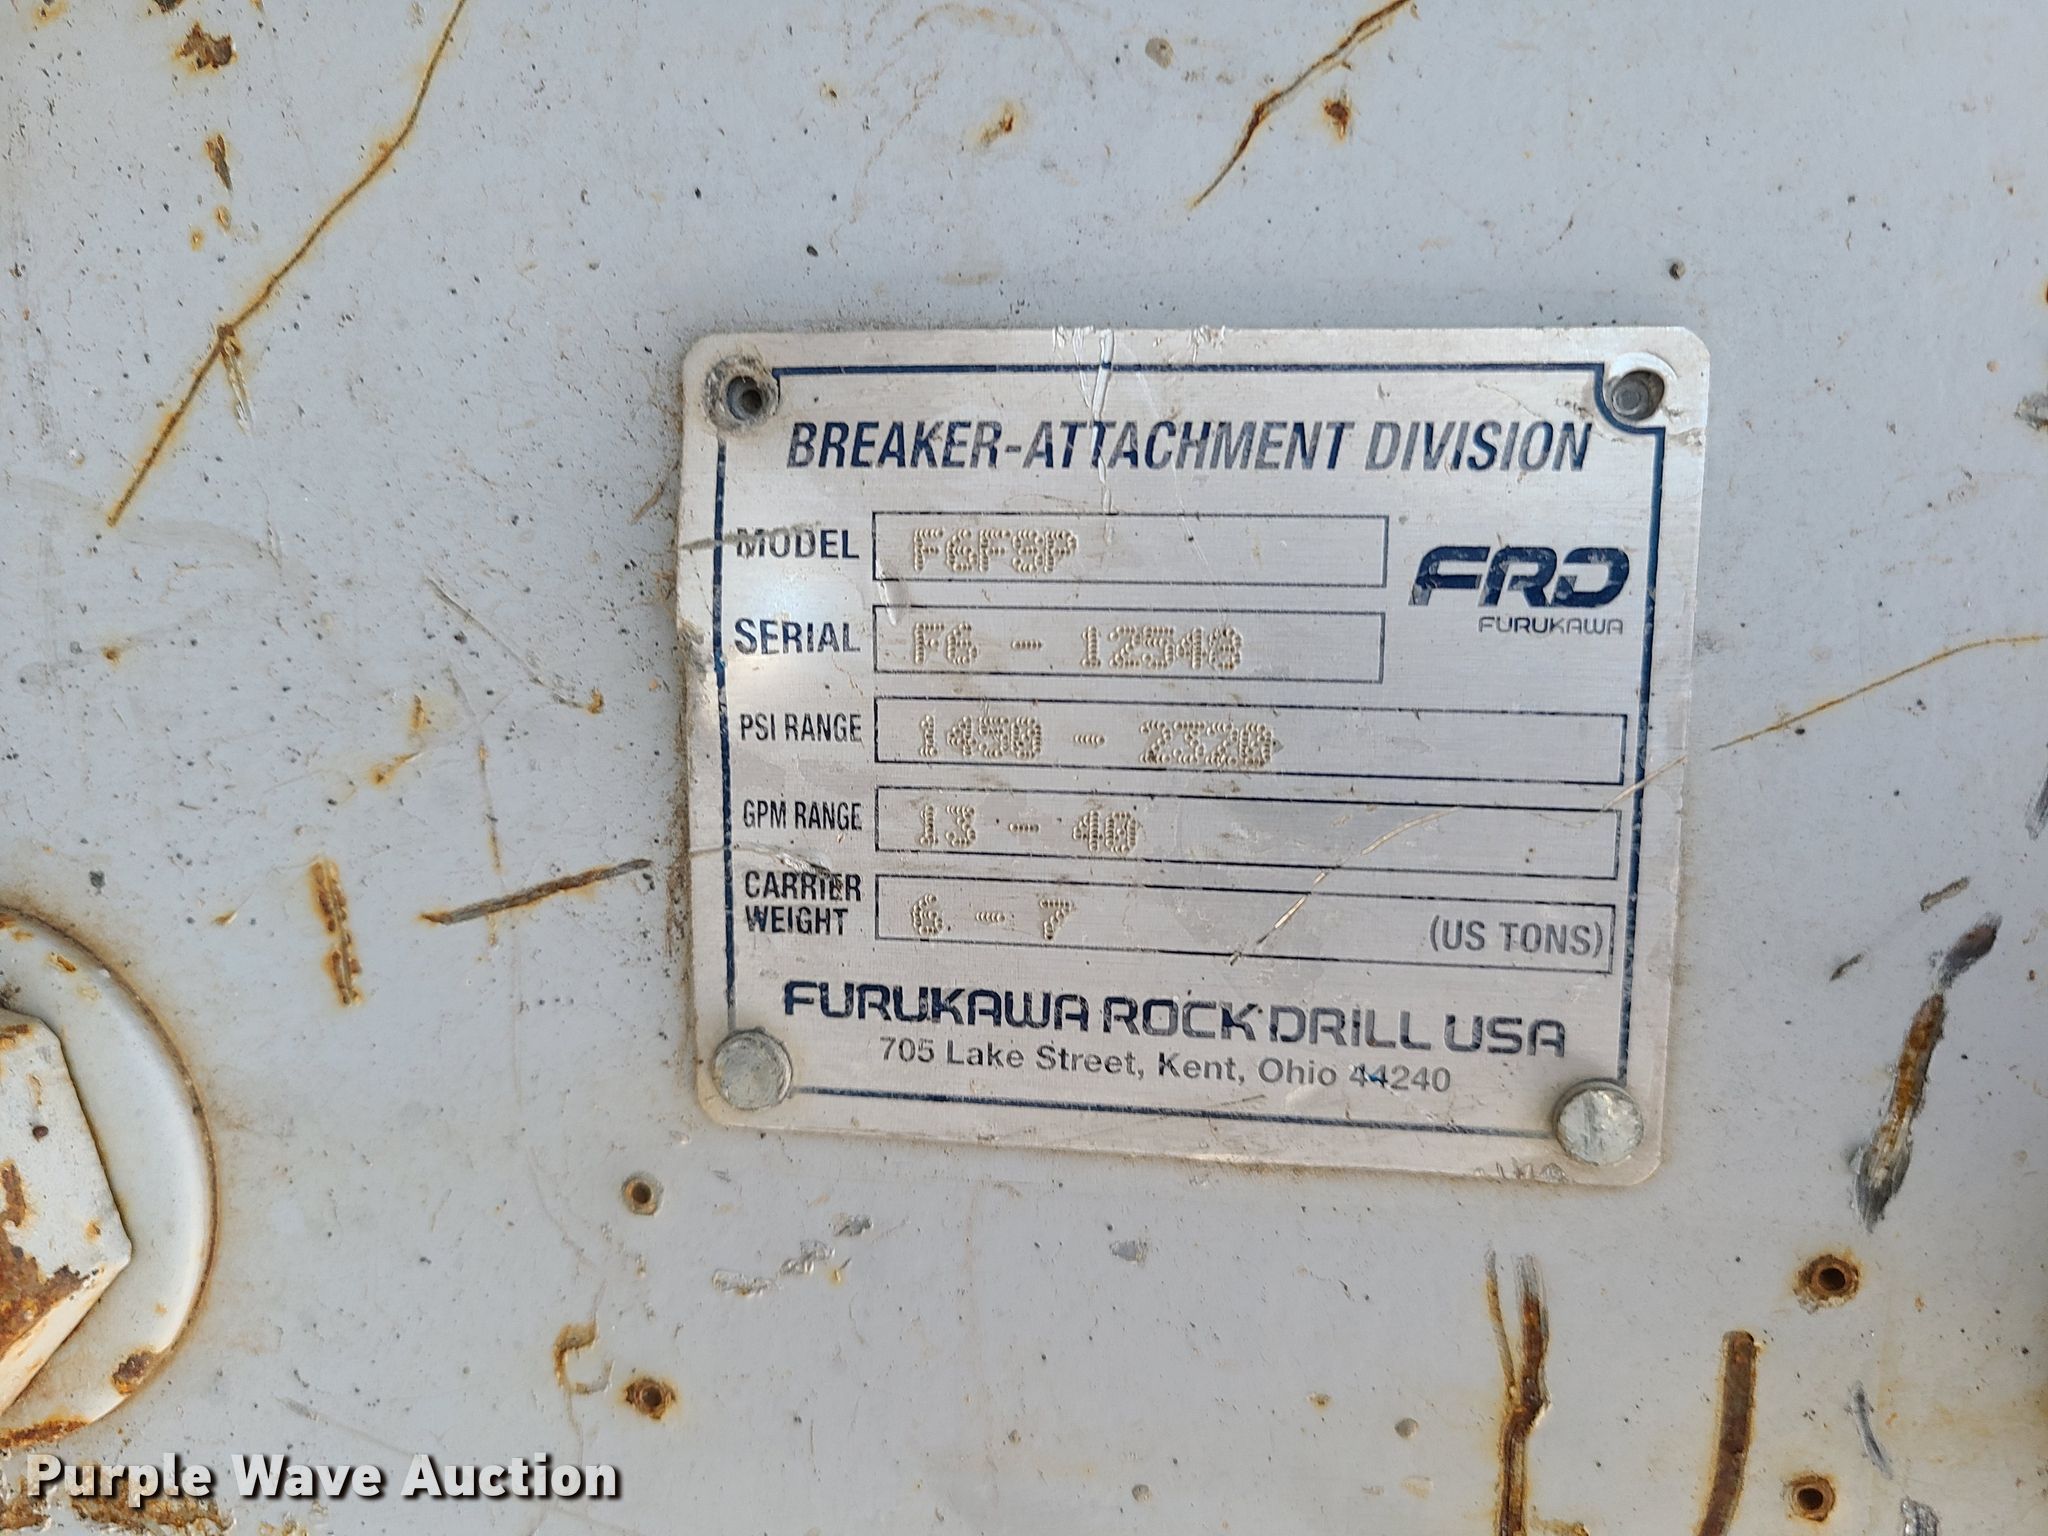 BREAKER-ATTACHMENT DIVISION
MODEL F6F8P
FRD
FURUKAWA
SERIAL F6 - 12548
PSI RANGE 1450 - 2320
GPM RANGE 13 - 40
CARRIER WEIGHT 6 - 7 (US TONS)
FURUKAWA ROCK DRILL USA
705 Lake Street, Kent, Ohio 44240
Purple Wave Auction